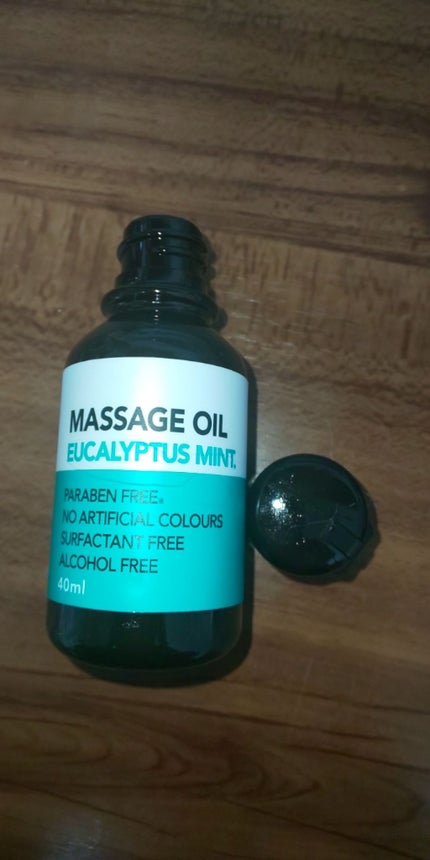 MASSAGE OIL
EUCALYPTUS MINT.
PARABEN FREE.
NO ARTIFICIAL COLOURS
SURFACTANT FREE
ALCOHOL FREE
40ml